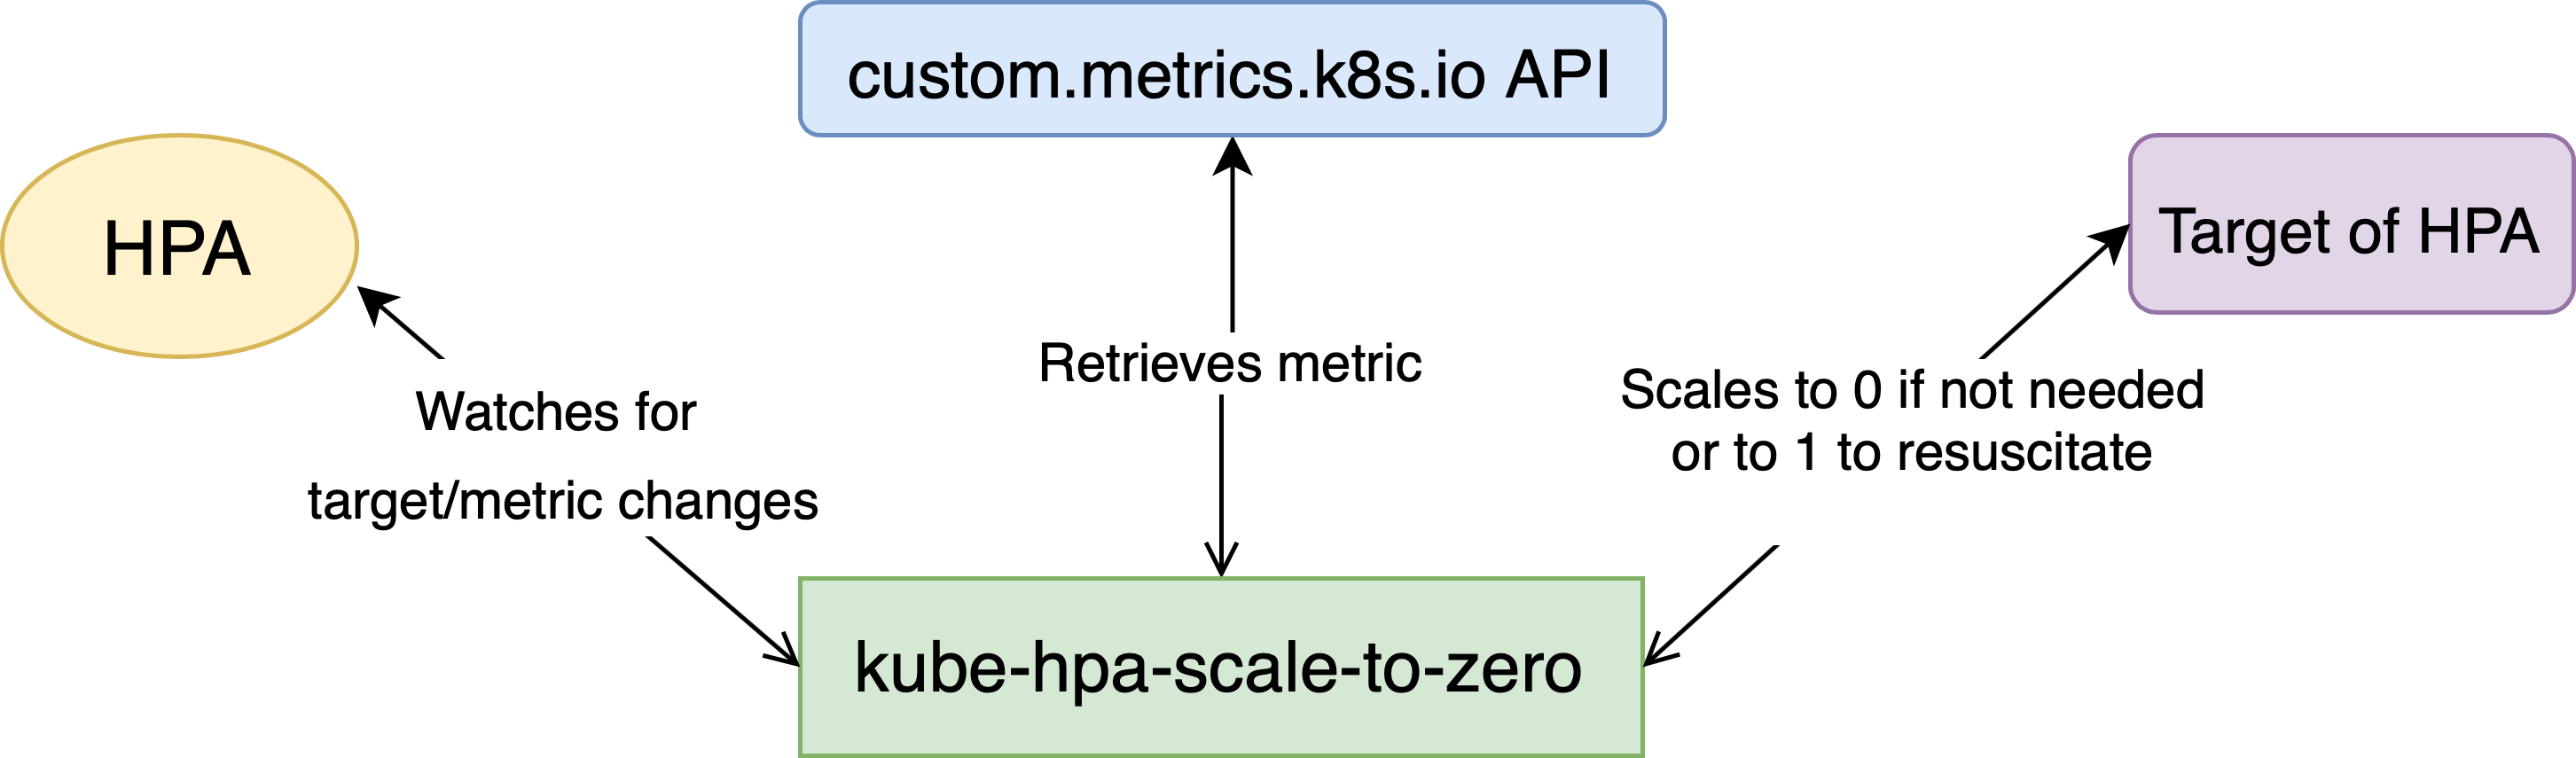 custom.metrics.k8s.io API
HPA
Target of HPA
Retrieves metric
Watches for
target/metric changes
Scales to 0 if not needed
or to 1 to resuscitate
kube-hpa-scale-to-zero